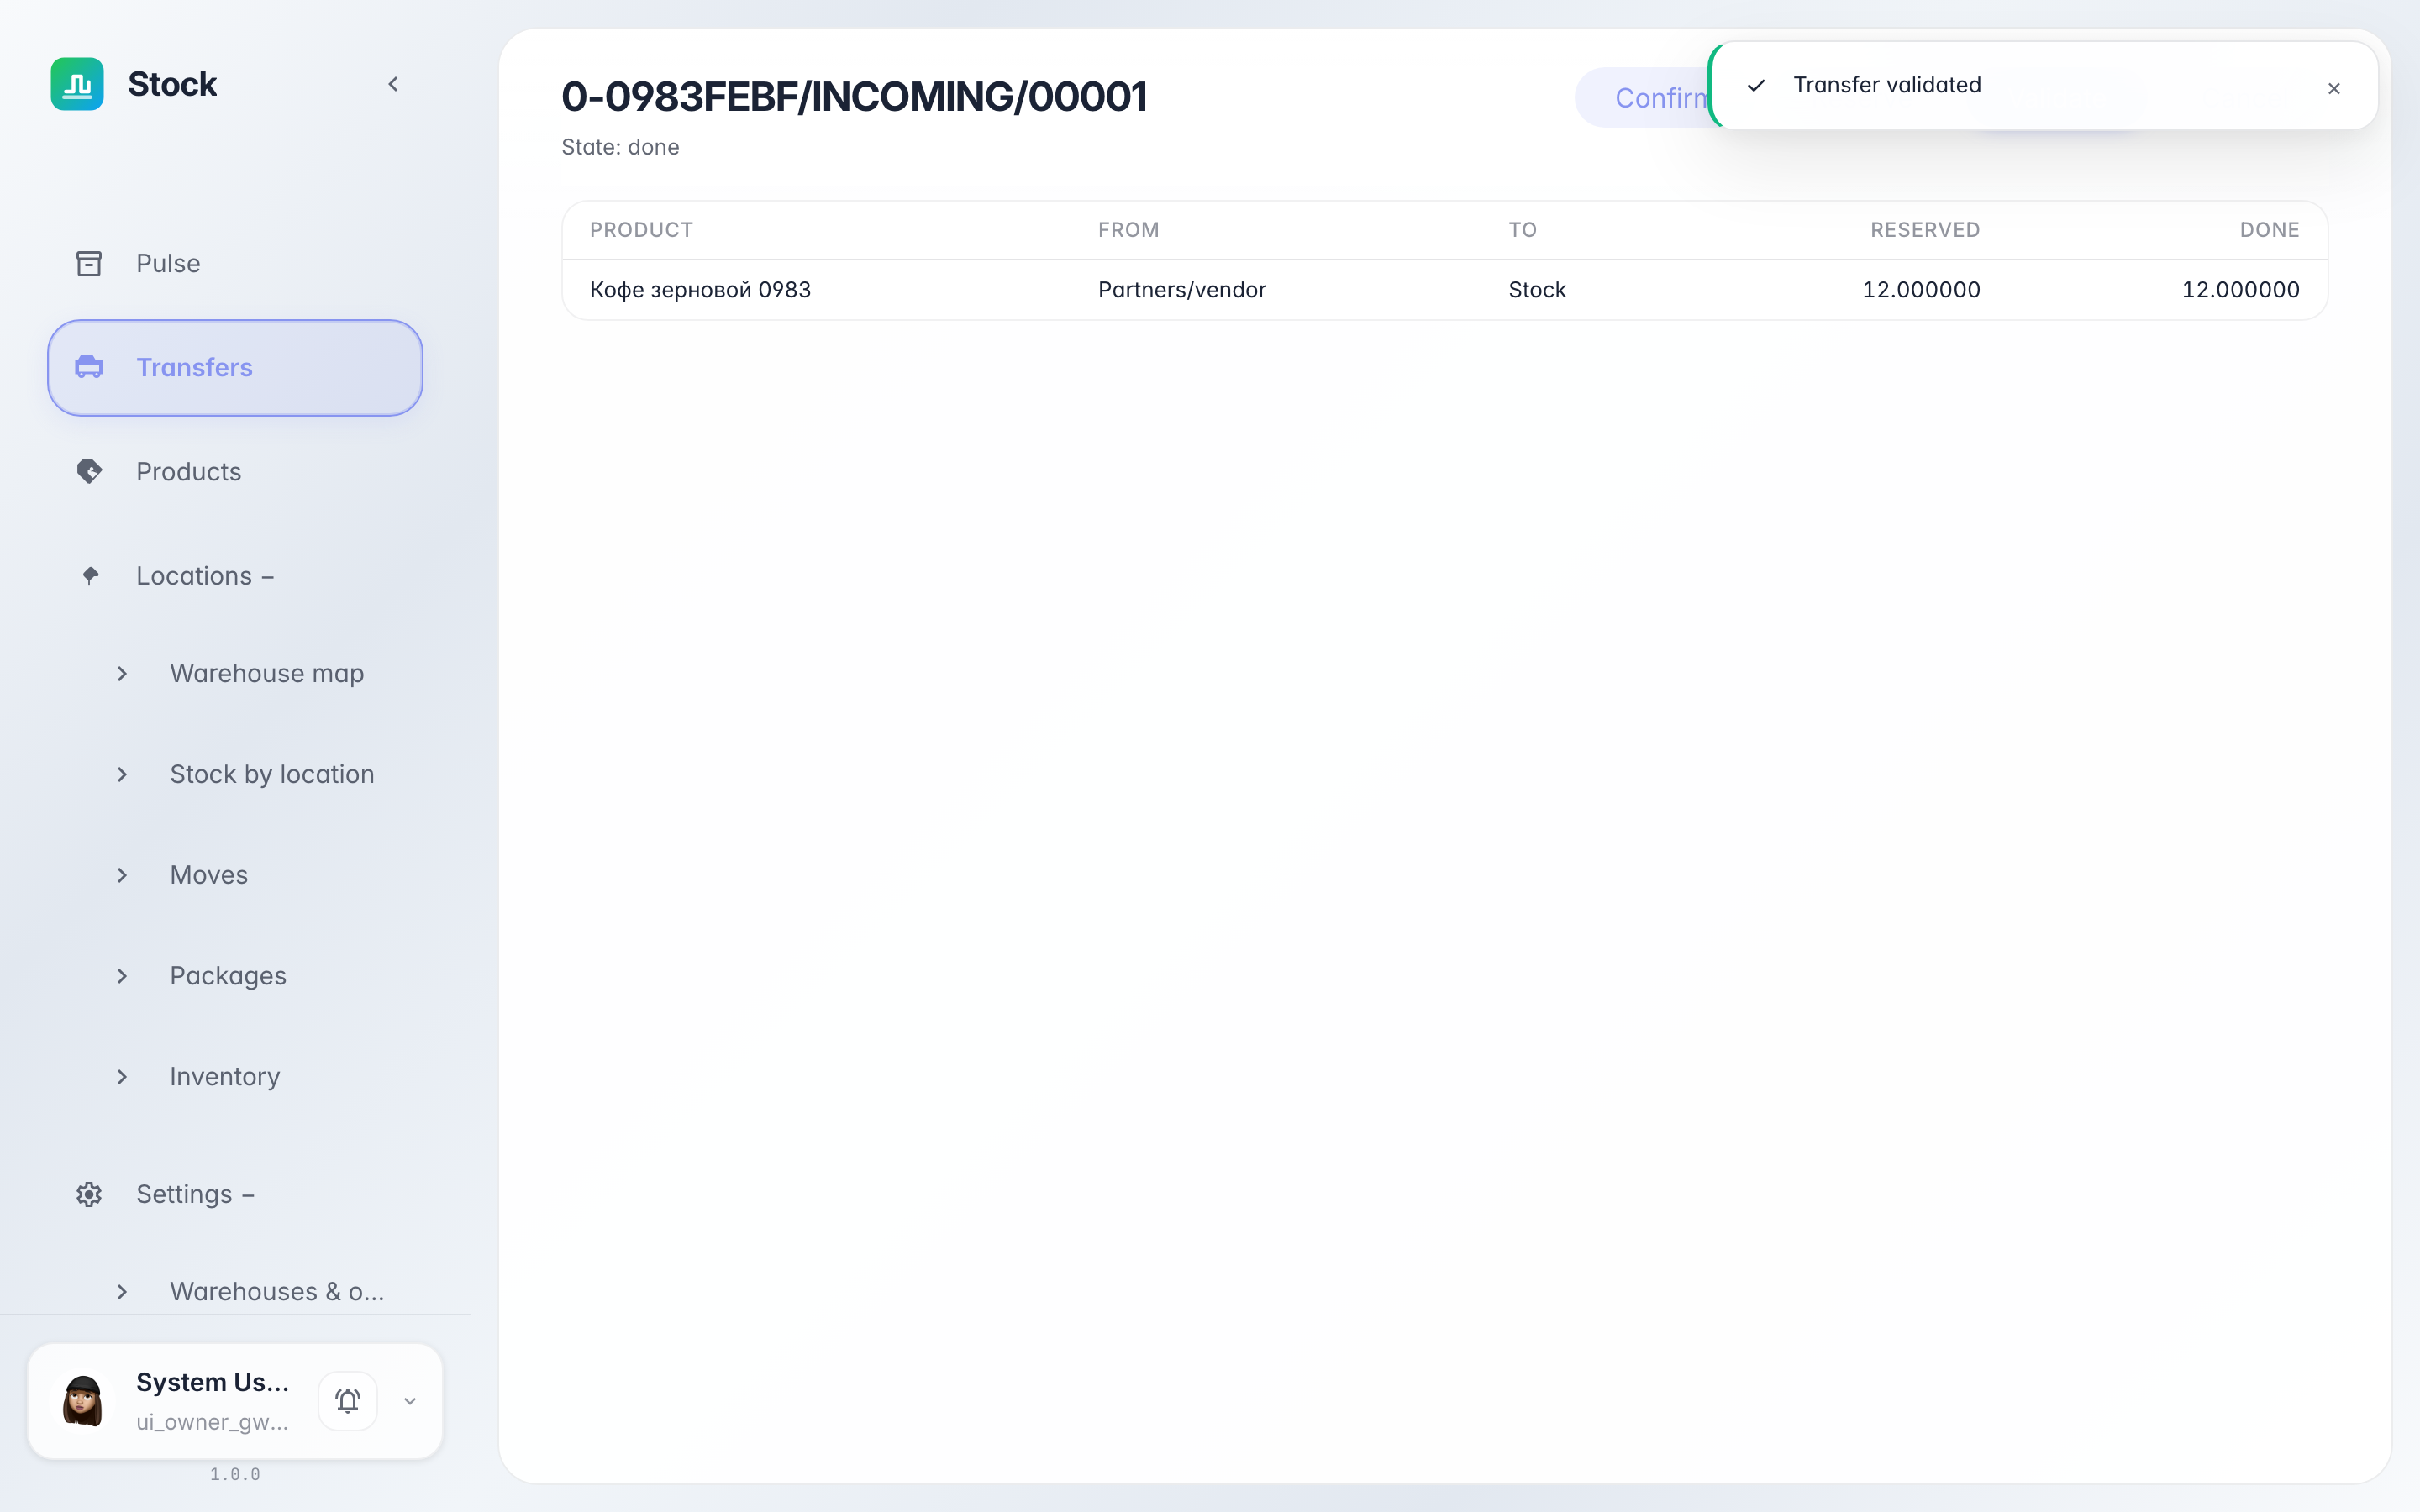 Stock
Pulse
Transfers
Products
Locations –
Warehouse map
Stock by location
Moves
Packages
Inventory
Settings –
Warehouses & o...
System Us...
ui_owner_gw...
1.0.0
0-0983FEBF/INCOMING/00001
State: done
Transfer validated
PRODUCT FROM TO RESERVED DONE
Кофе зерновой 0983 Partners/vendor Stock 12.000000 12.000000